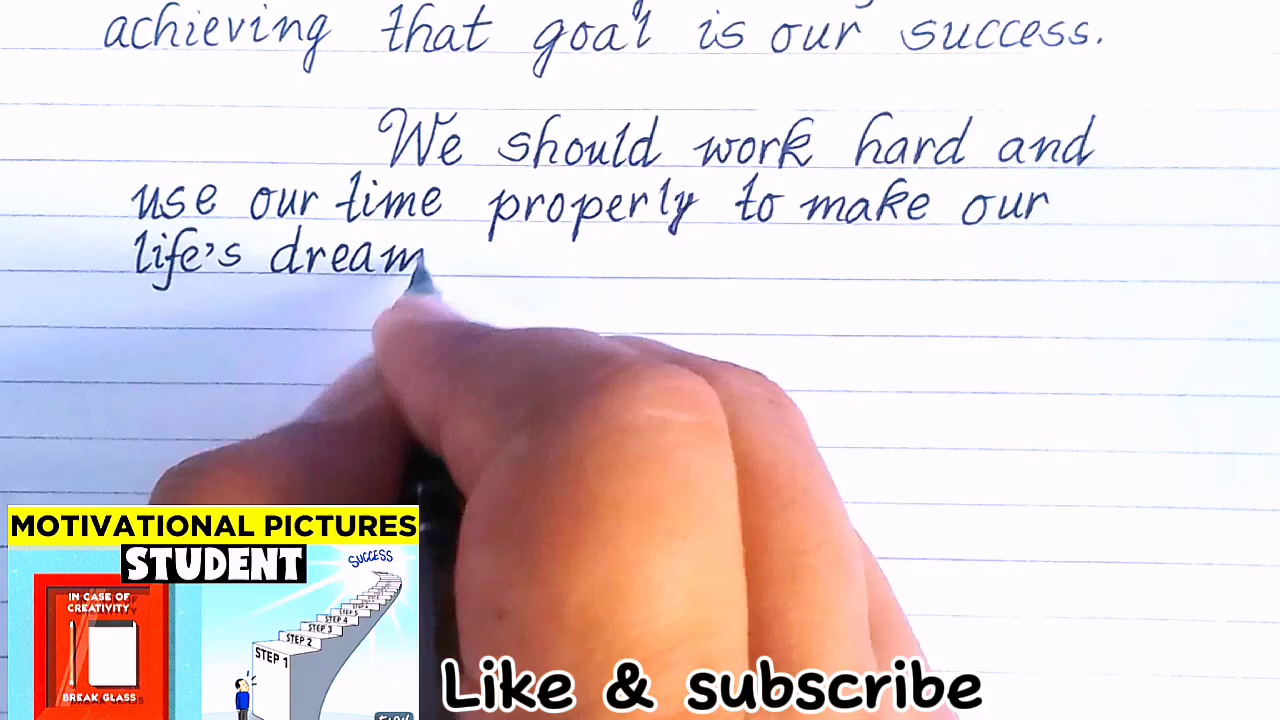 achieving that goal is our success.
We should work hard and
use our time properly to make our
life's dream
MOTIVATIONAL PICTURES
STUDENT
SUCCESS
IN CASE OF
CREATIVITY
BREAK GLASS
STEP 5
STEP 4
STEP 3
STEP 2
STEP 1
Like & subscribe